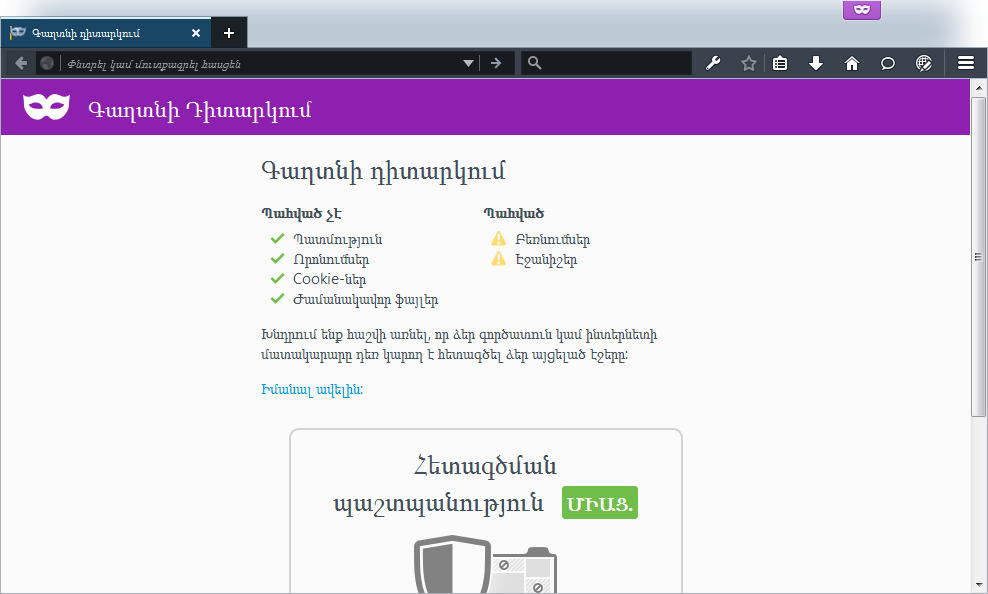 Գաղտնի դիտարկում
Փնտրել կամ մուտքագրել հասցեն
Գաղտնի Դիտարկում
Գաղտնի դիտարկում
Պահված չէ
Պատմություն
Որոնումներ
Cookie-ներ
Ժամանակավոր ֆայլեր
Պահված
Բեռնումներ
Էջանիշեր
Խնդրում ենք հաշվի առնել, որ ձեր գործատուն կամ ինտերնետի
մատակարարը դեռ կարող է հետագծել ձեր այցելած էջերը:
Իմանալ ավելին:
Հետագծման
պաշտպանություն ՄԻԱՑ.